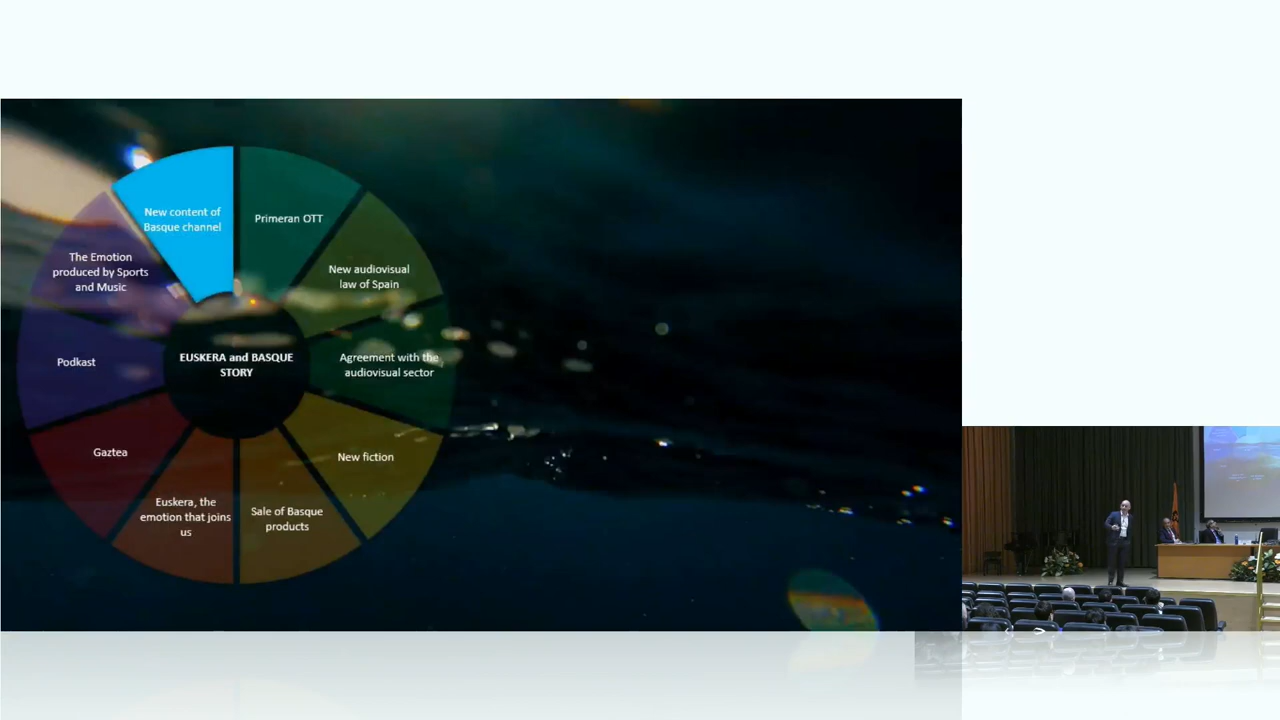 New content of
Basque channel
Primeran OTT
New audiovisual
law of Spain
Agreement with the
audiovisual sector
New fiction
Sale of Basque
products
Euskera, the
emotion that joins
us
Gaztea
Podkast
The Emotion
produced by Sports
and Music
EUSKERA and BASQUE
STORY